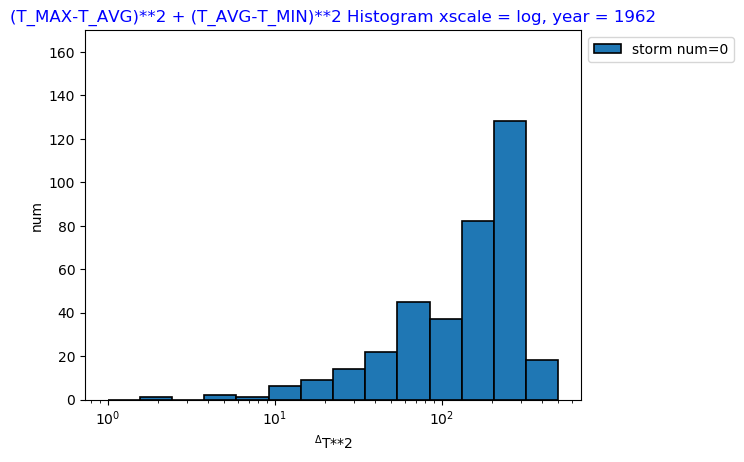 (T_MAX-T_AVG)**2 + (T_AVG-T_MIN)**2 Histogram xscale = log, year = 1962
storm num=0
num
160
140
120
100
80
60
40
20
0
10⁰ 10¹ 10²
ᐞT**2